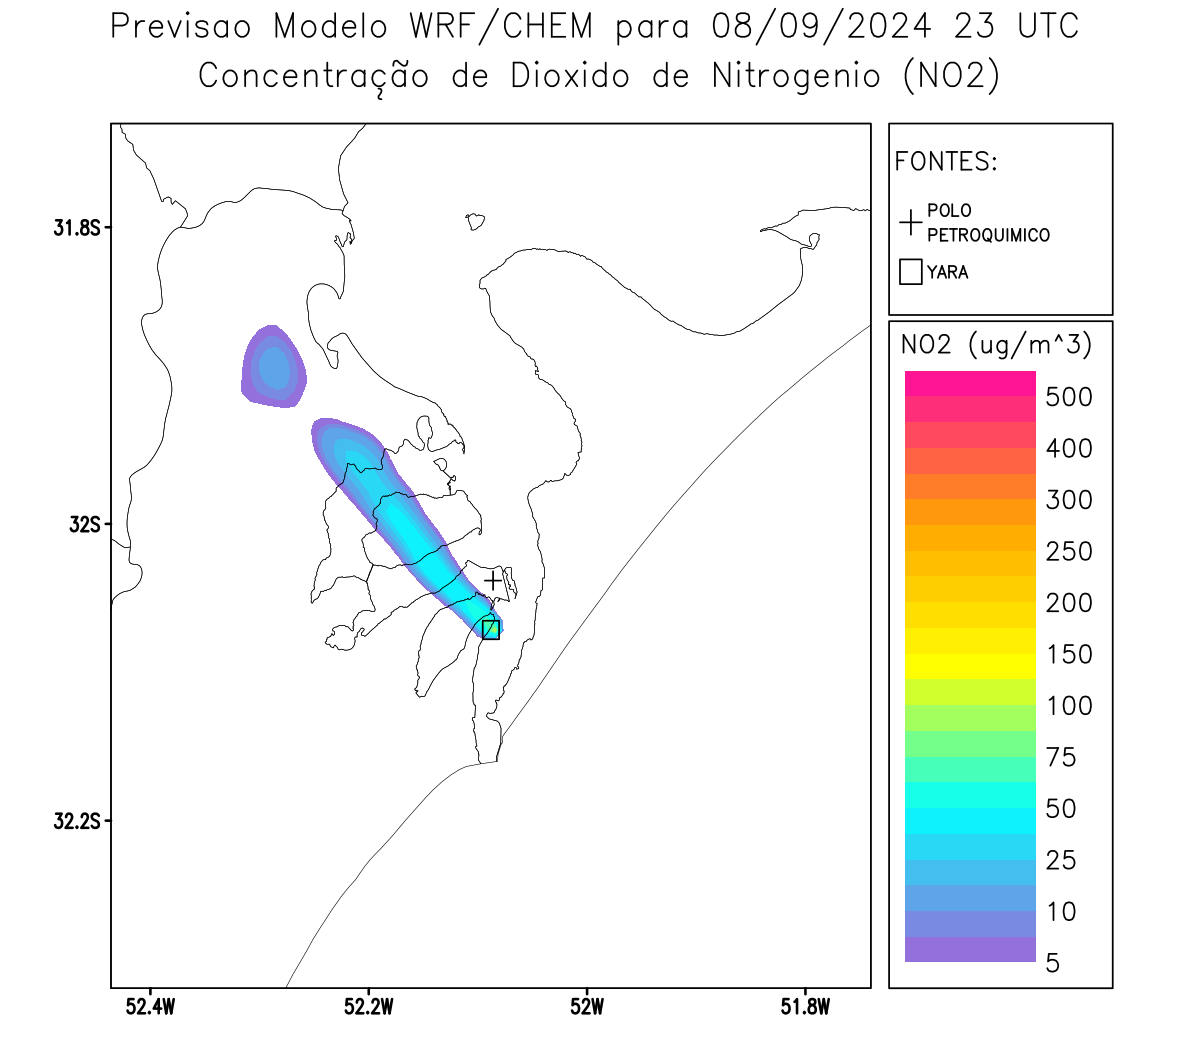 Previsao Modelo WRF/CHEM para 08/09/2024 23 UTC
Concentração de Dioxido de Nitrogenio (NO2)
FONTES:
POLO
PETROQUIMICO
YARA
NO2 (ug/m^3)
500
400
300
250
200
150
100
75
50
25
10
5
31.8S
32S
32.2S
52.4W
52.2W
52W
51.8W